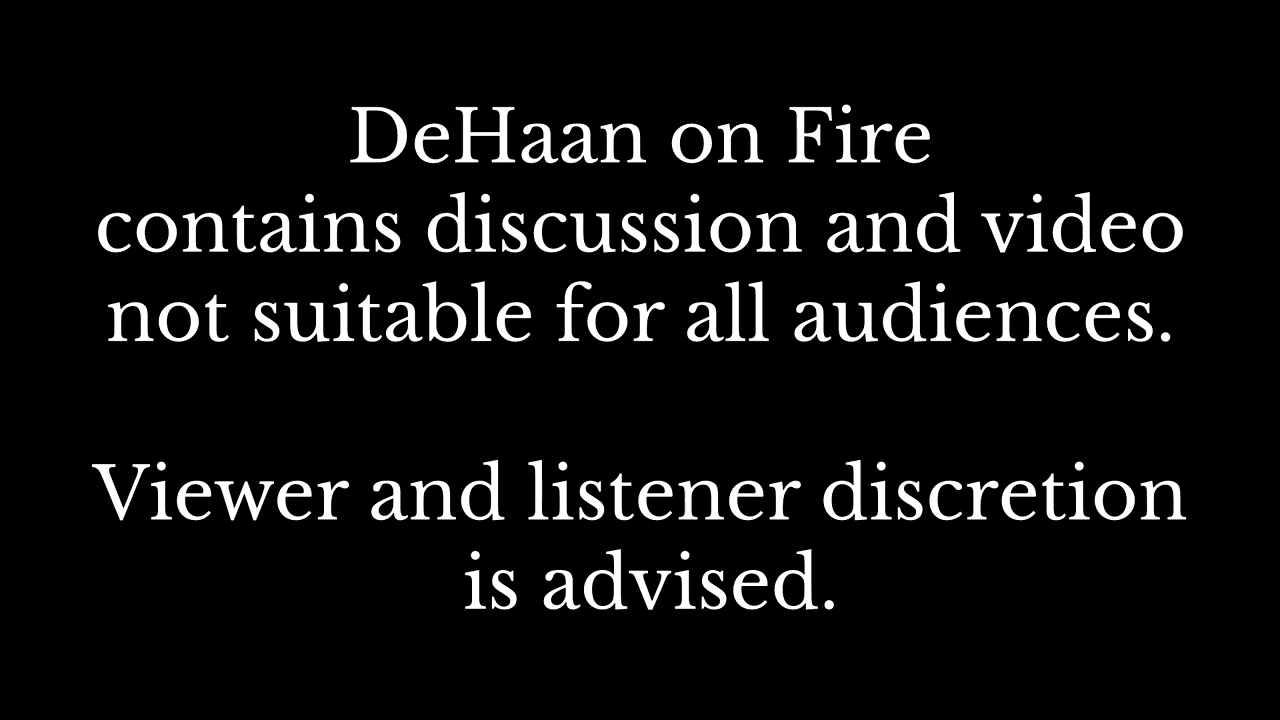 DeHaan on Fire
contains discussion and video
not suitable for all audiences.
Viewer and listener discretion
is advised.